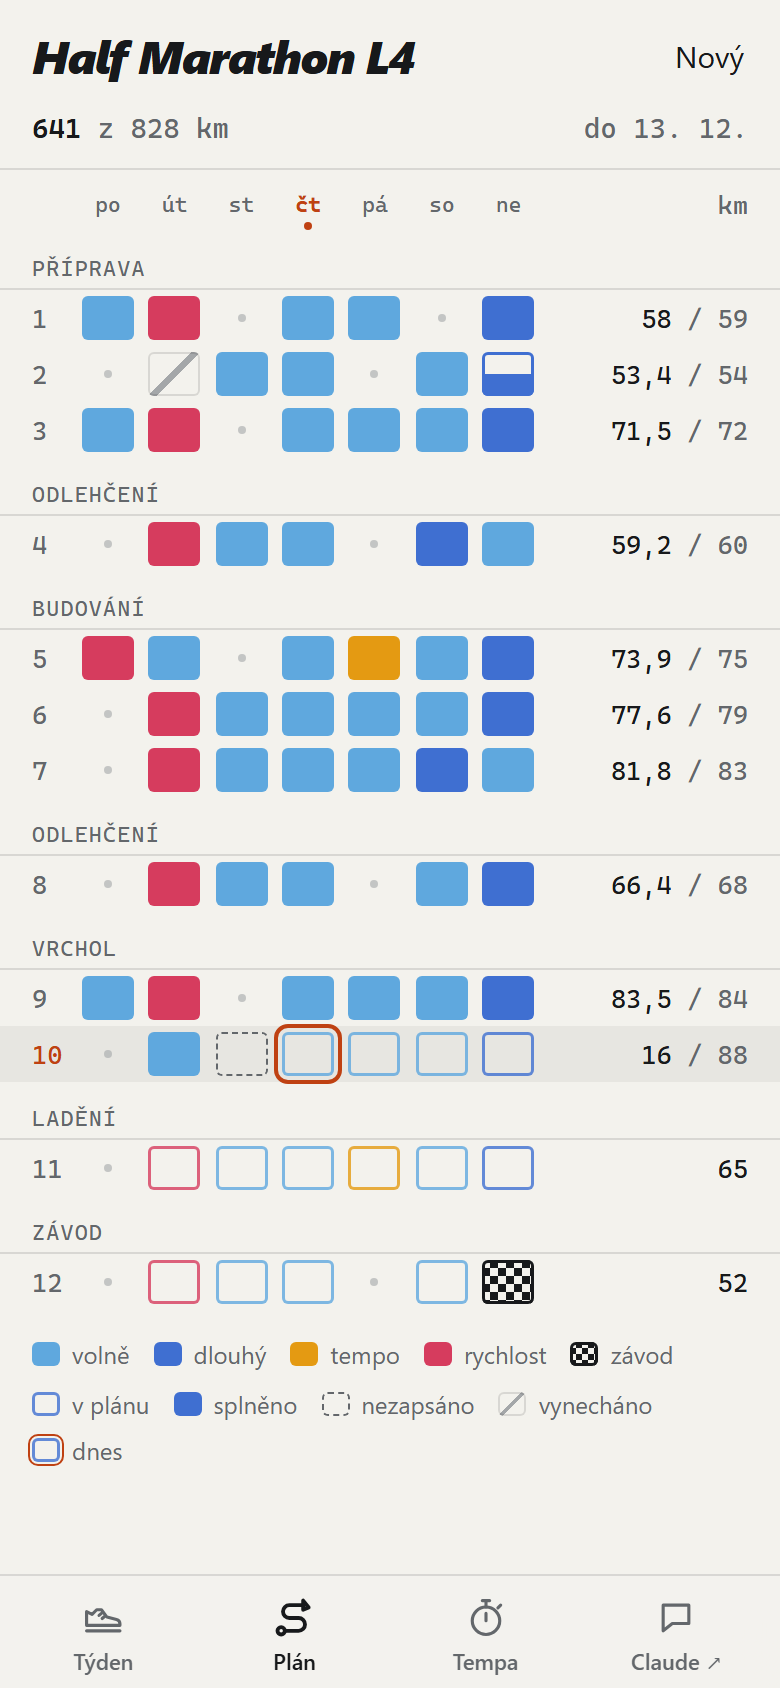 Half Marathon L4 Nový
641 z 828 km do 13. 12.
po út st čt pá so ne km
PŘÍPRAVA
1 58 / 59
2 53,4 / 54
3 71,5 / 72
ODLEHČENÍ
4 59,2 / 60
BUDOVÁNÍ
5 73,9 / 75
6 77,6 / 79
7 81,8 / 83
ODLEHČENÍ
8 66,4 / 68
VRCHOL
9 83,5 / 84
10 16 / 88
LADĚNÍ
11 65
ZÁVOD
12 52
volně dlouhý tempo rychlost závod
v plánu splněno nezapsáno vynecháno
dnes
Týden Plán Tempa Claude ↗